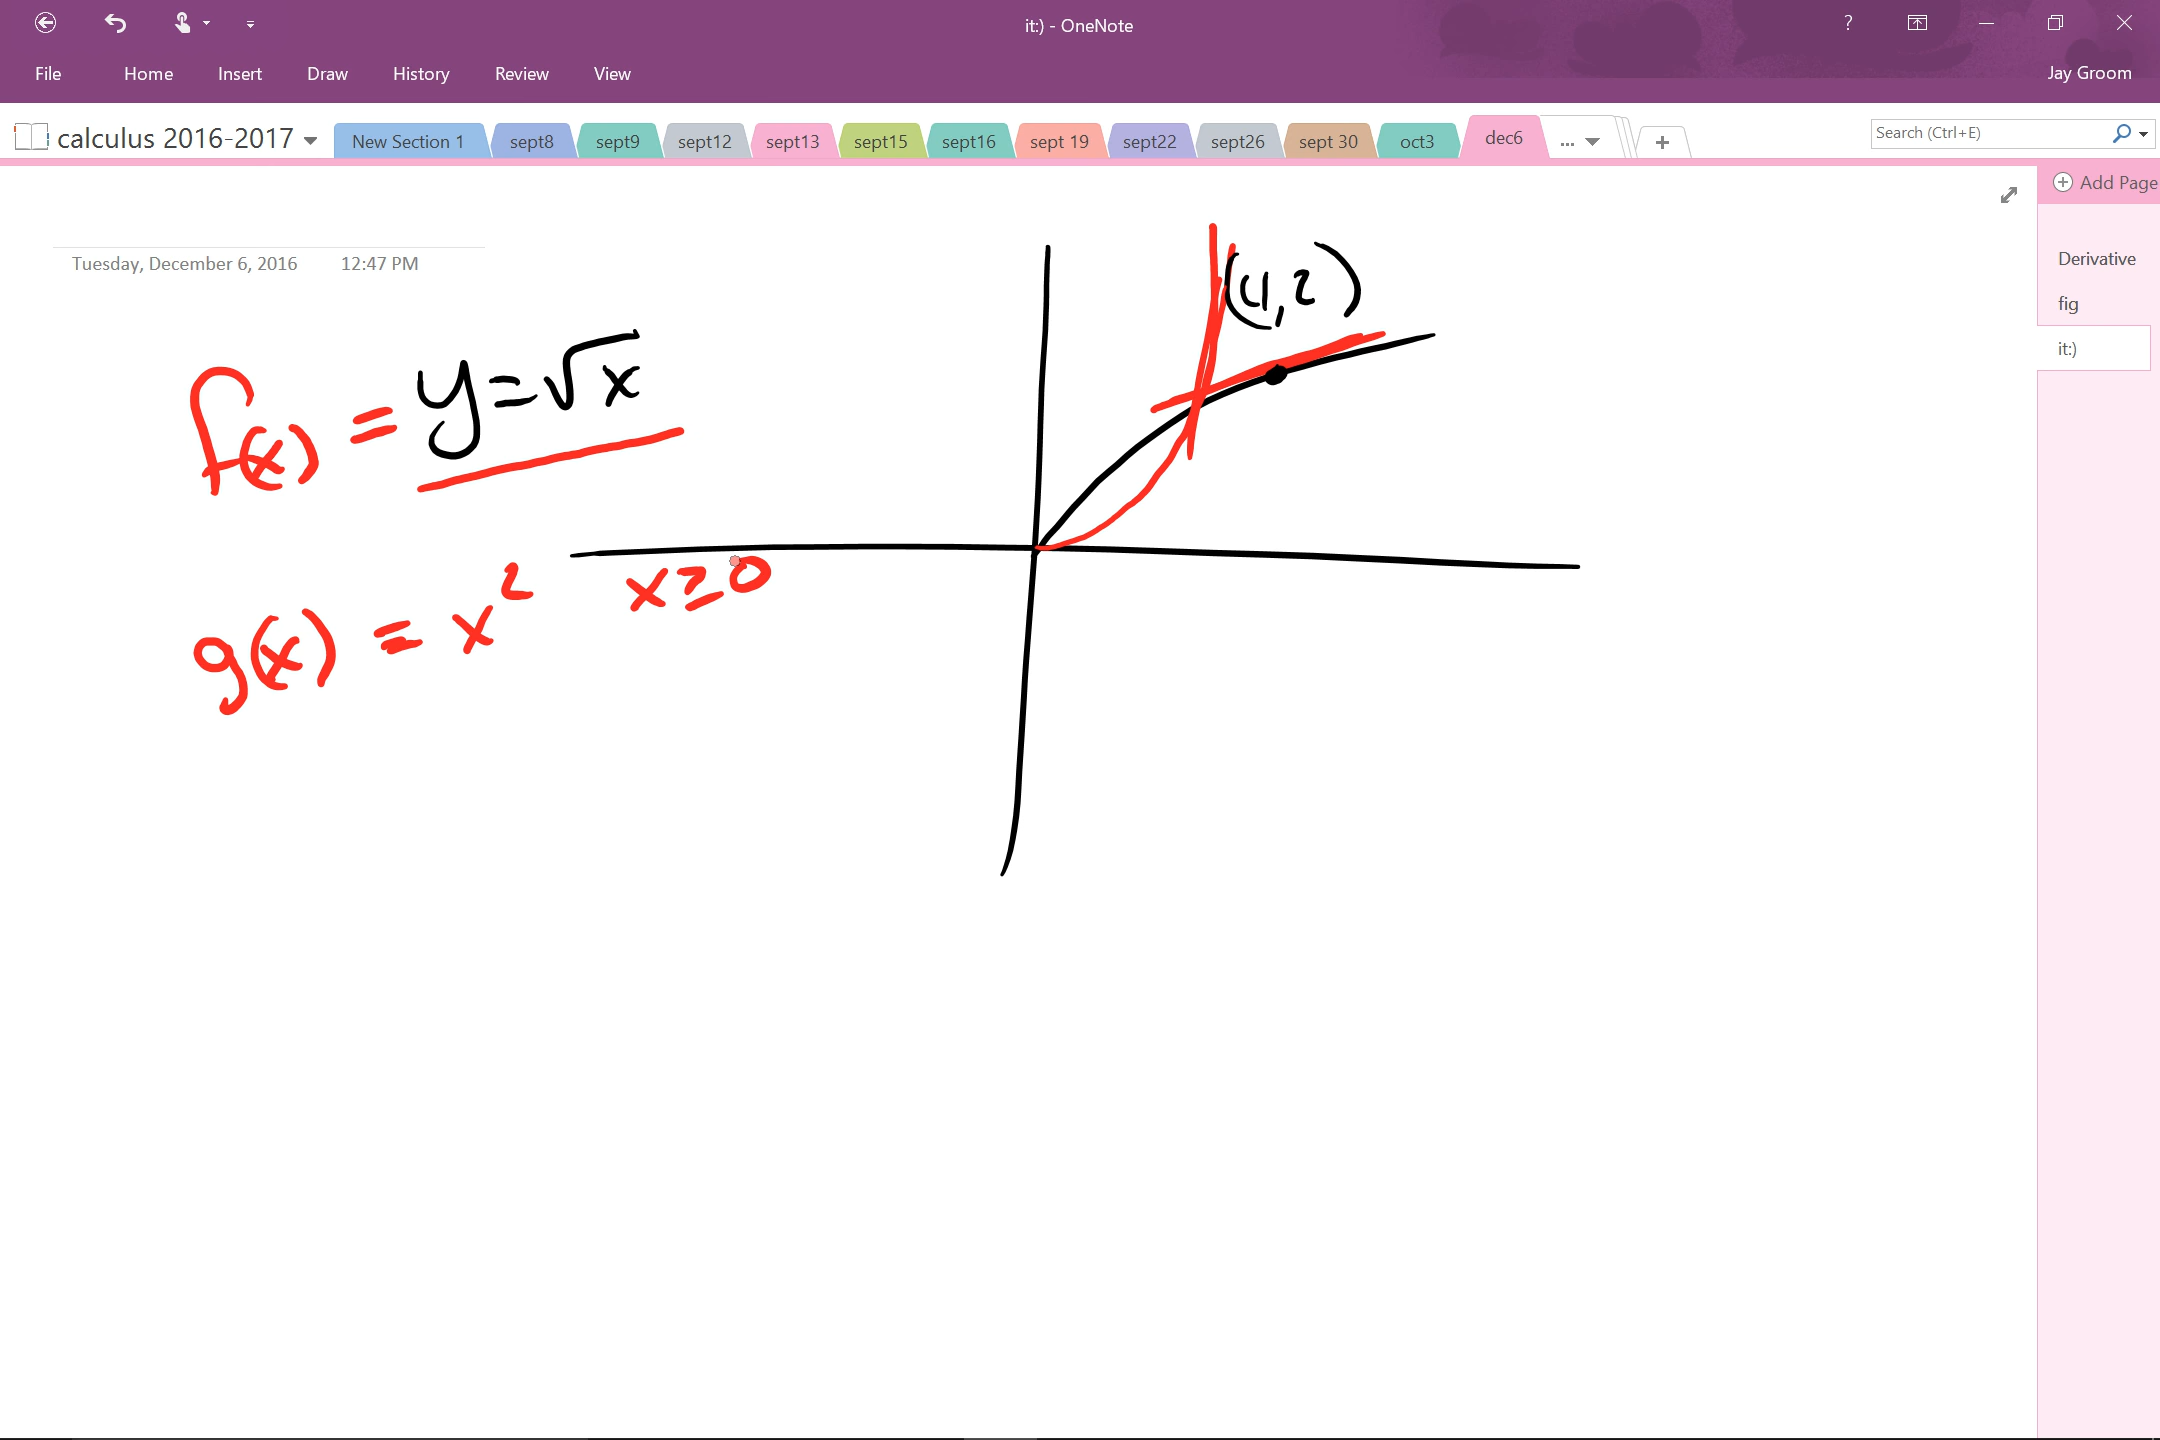 it:) - OneNote
?
File Home Insert Draw History Review View
Jay Groom
calculus 2016-2017
New Section 1 sept8 sept9 sept12 sept13 sept15 sept16 sept 19 sept22 sept26 sept 30 oct3 dec6 ... +
Search (Ctrl+E)
Add Page
Derivative
fig
it:)
Tuesday, December 6, 2016 12:47 PM
(4,2)
f(x) = y=√x
g(x) = x² x≥0